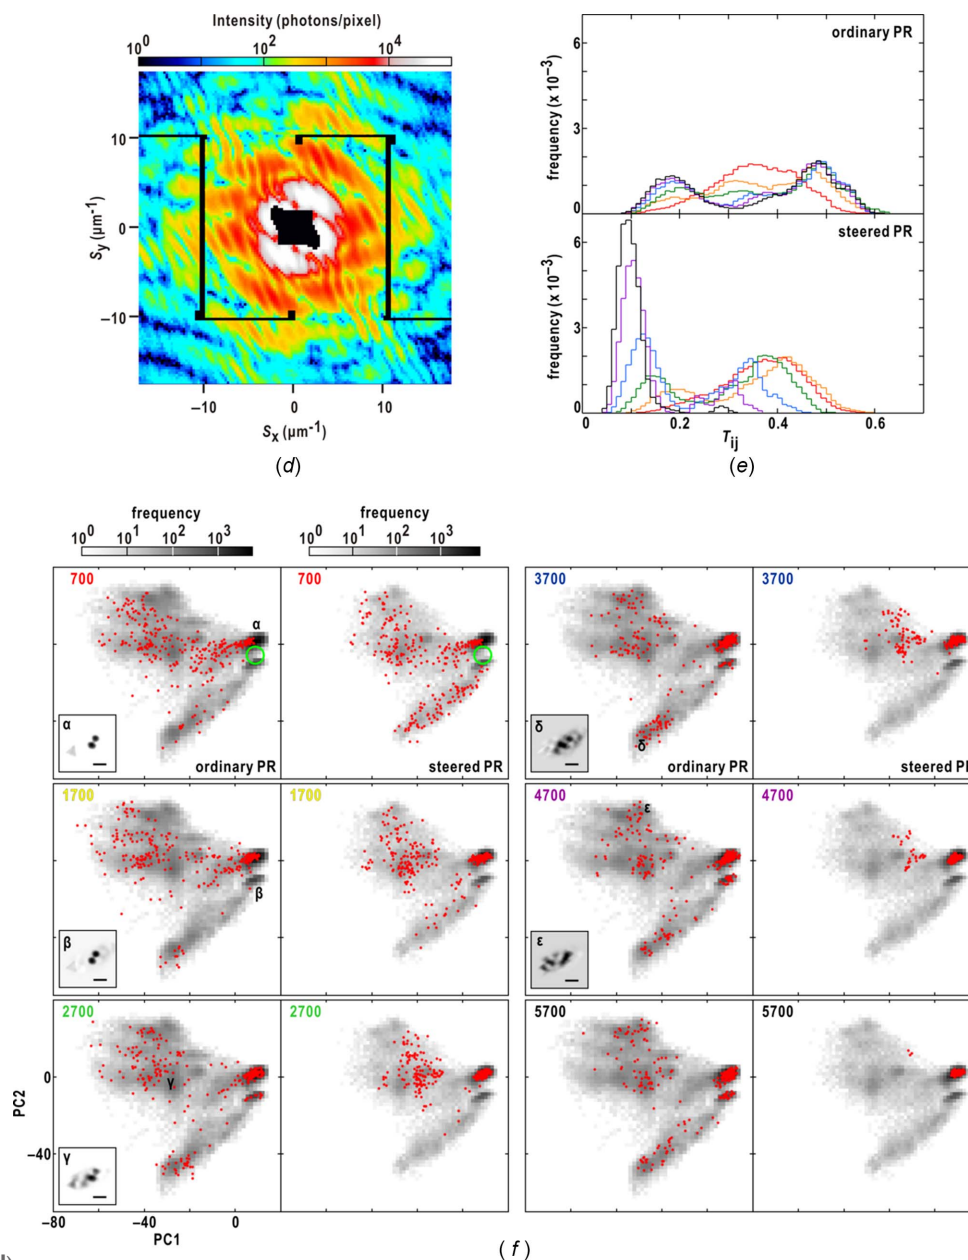 Intensity (photons/pixel)
10^0 10^2 10^4
10
0
−10
S_y (μm^-1)
−10 0 10
S_x (μm^-1)
(d)
ordinary PR
frequency (x 10^−3)
6
3
0
steered PR
frequency (x 10^−3)
6
3
0
0 0.2 0.4 0.6
T_ij
(e)
frequency
10^0 10^1 10^2 10^3
frequency
10^0 10^1 10^2 10^3
700
α
α
ordinary PR
700
steered PR
3700
δ
δ
ordinary PR
3700
steered PR
1700
β
β
1700
4700
ε
ε
4700
2700
γ
γ
2700
5700
5700
PC2
0
−40
−80 −40 0
PC1
(f)